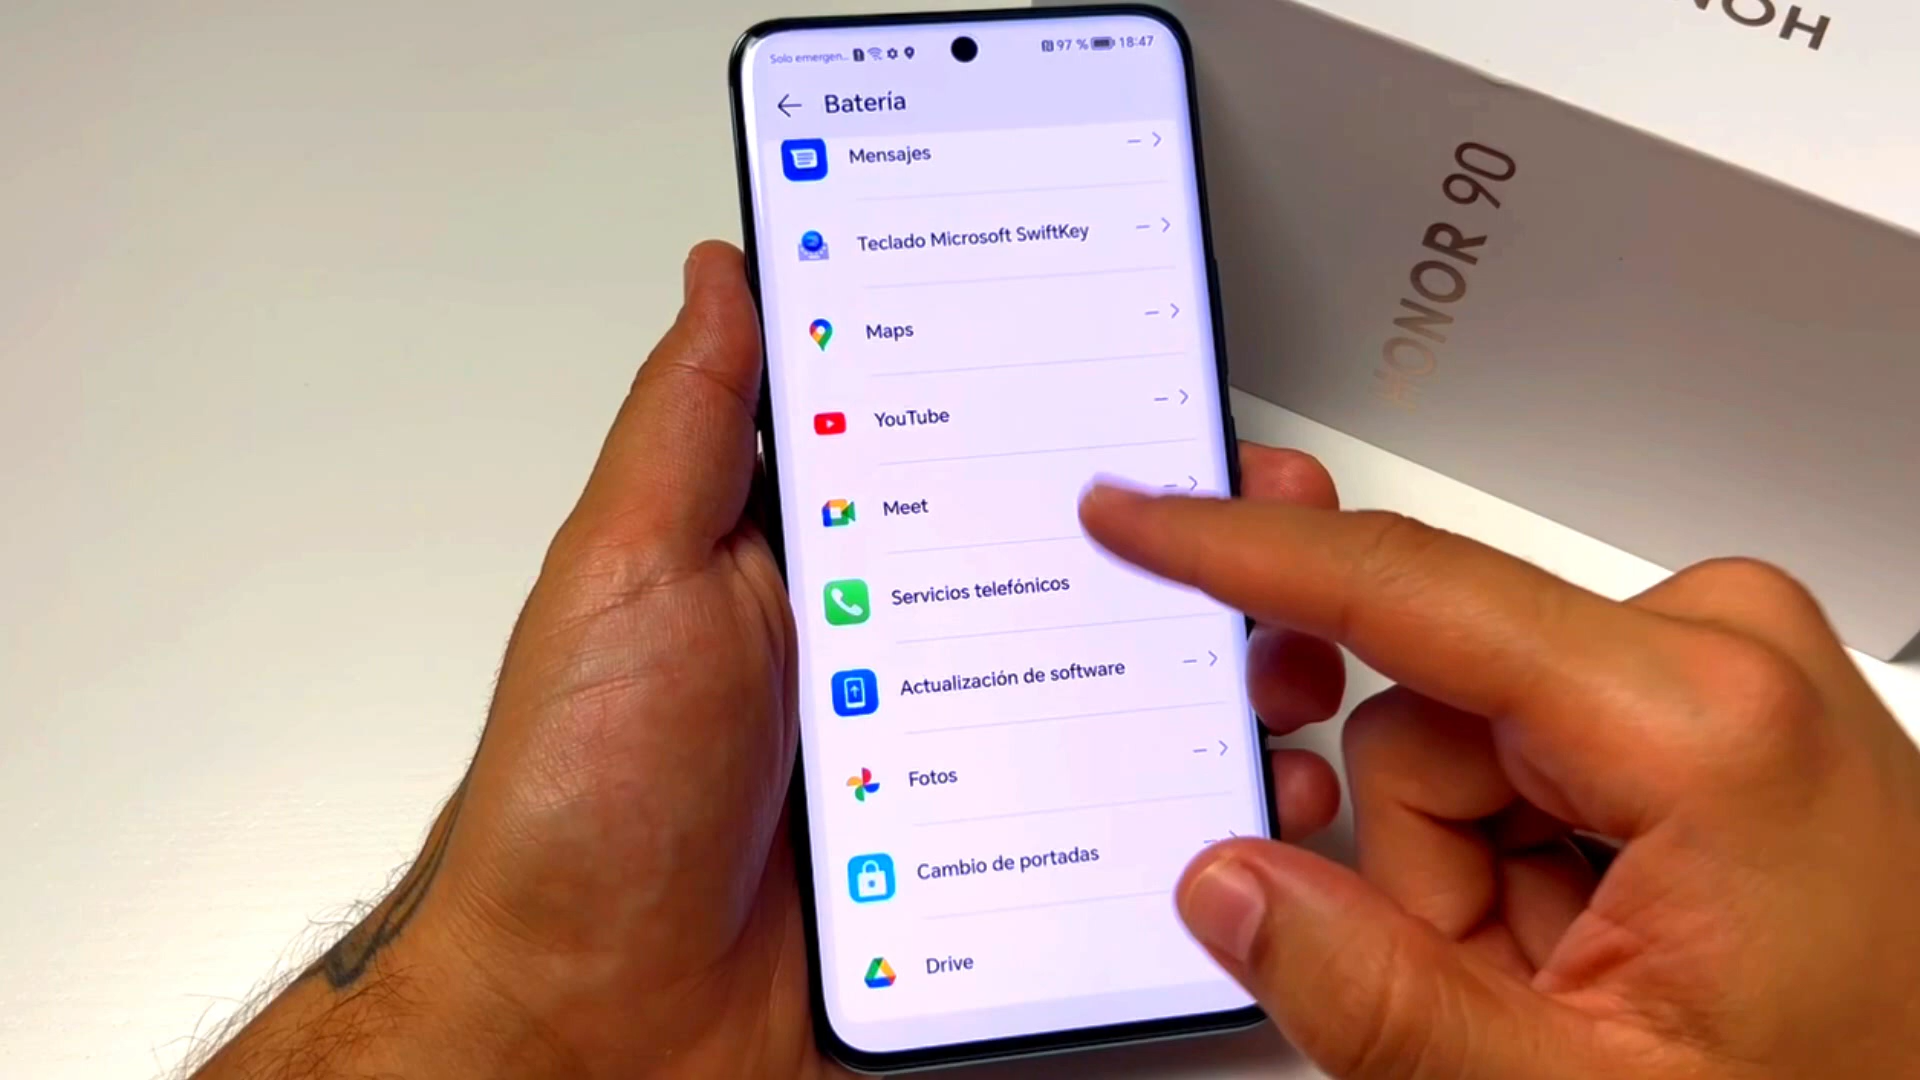 Solo emergen...
97 %
18:47
Batería
Mensajes
Teclado Microsoft SwiftKey
Maps
YouTube
Meet
Servicios telefónicos
Actualización de software
Fotos
Cambio de portadas
Drive
HONOR 90